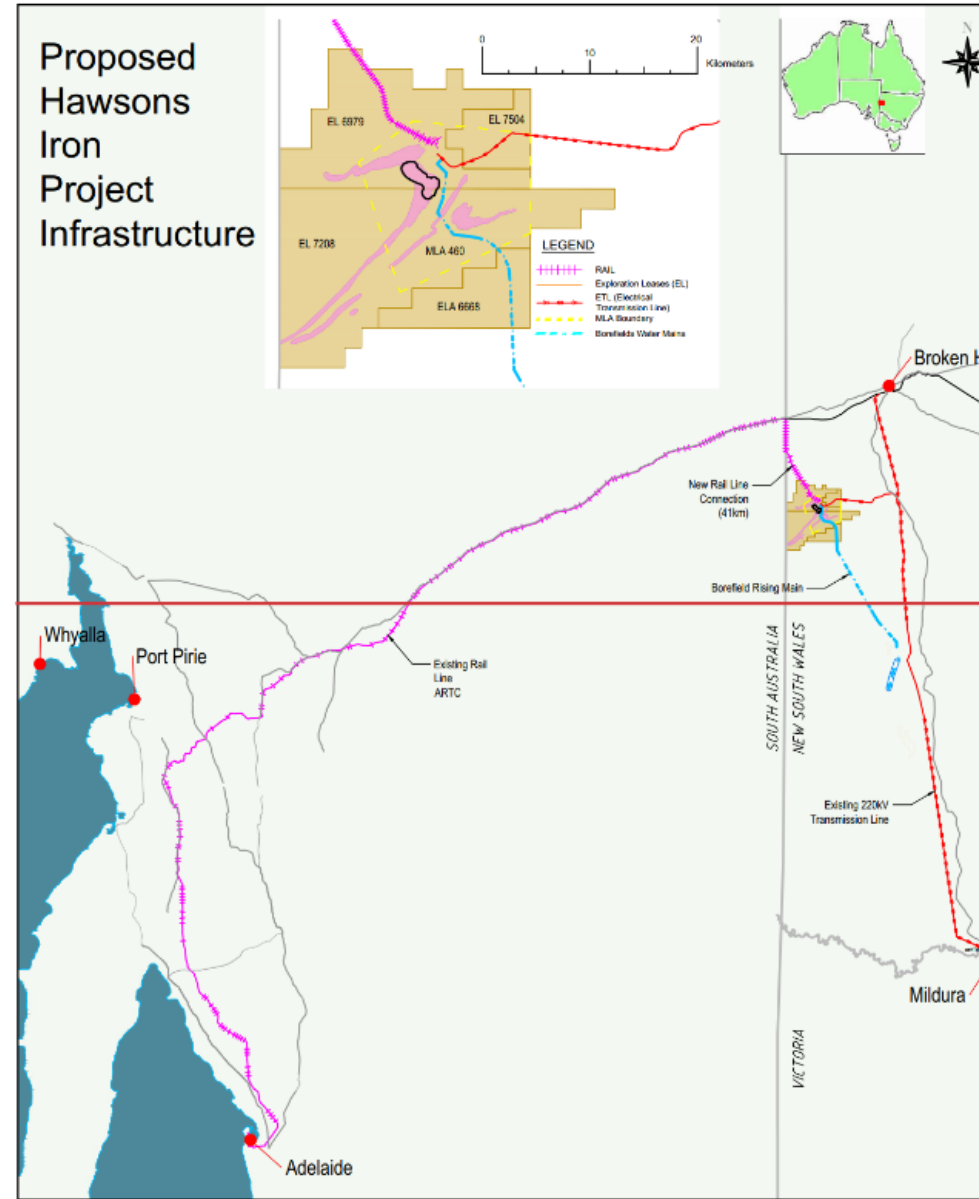 Proposed
Hawsons
Iron
Project
Infrastructure
0
10
20
Kilometers
N
EL 6979
EL 7504
EL 7208
MLA 460
ELA 6668
LEGEND
RAIL
Exploration Leases (EL)
ETL (Electrical
Transmission Line)
MLA Boundary
Borefields Water Mains
Broken H
New Rail Line
Connection
(41km)
Borefield Rising Main
Whyalla
Port Pirie
Existing Rail
Line
ARTC
SOUTH AUSTRALIA
NEW SOUTH WALES
Existing 220kV
Transmission Line
Mildura
VICTORIA
Adelaide